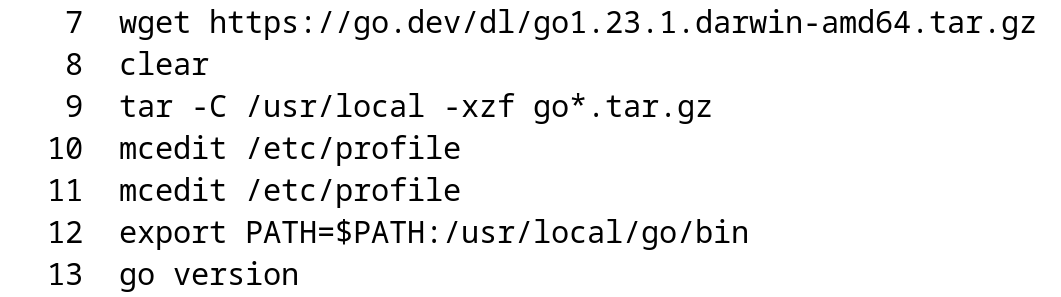 7 wget https://go.dev/dl/go1.23.1.darwin-amd64.tar.gz
8 clear
9 tar -C /usr/local -xzf go*.tar.gz
10 mcedit /etc/profile
11 mcedit /etc/profile
12 export PATH=$PATH:/usr/local/go/bin
13 go version